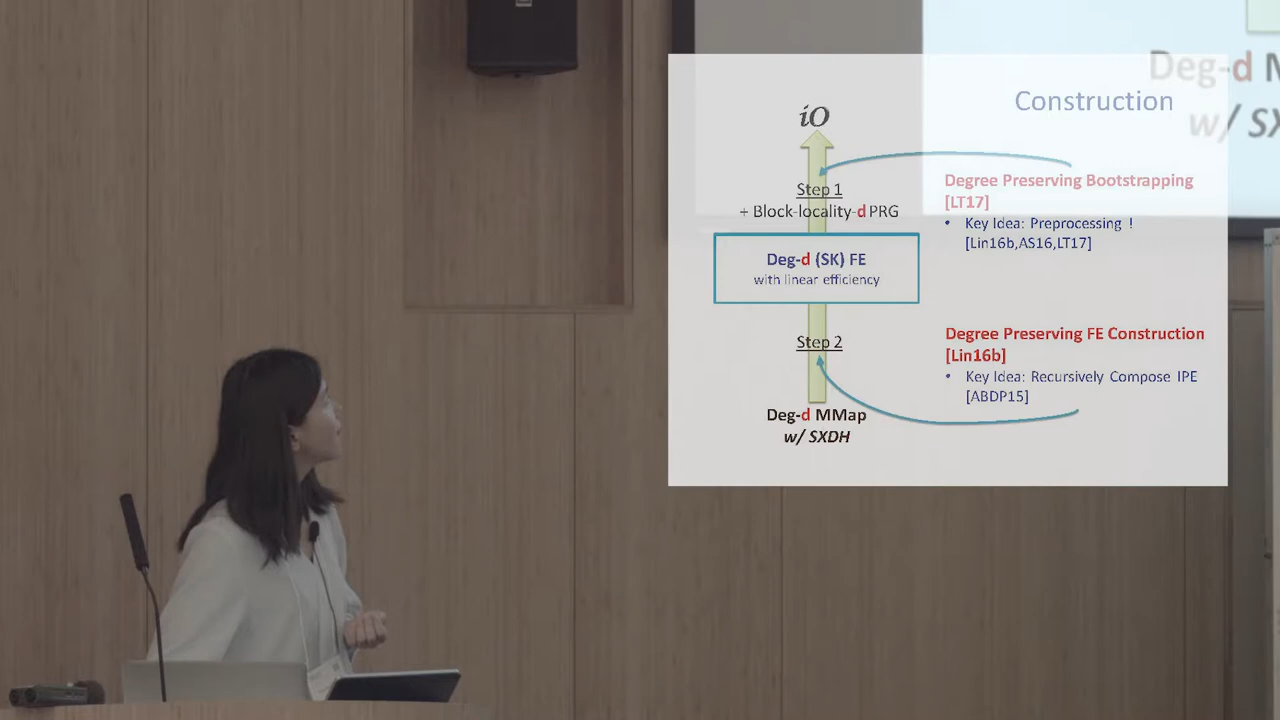 Deg-d M
w/ SX
Construction
iO
Step 1
+ Block-locality-d PRG
Deg-d (SK) FE
with linear efficiency
Step 2
Deg-d MMap
w/ SXDH
Degree Preserving Bootstrapping
[LT17]
• Key Idea: Preprocessing !
[Lin16b,AS16,LT17]
Degree Preserving FE Construction
[Lin16b]
• Key Idea: Recursively Compose IPE
[ABDP15]